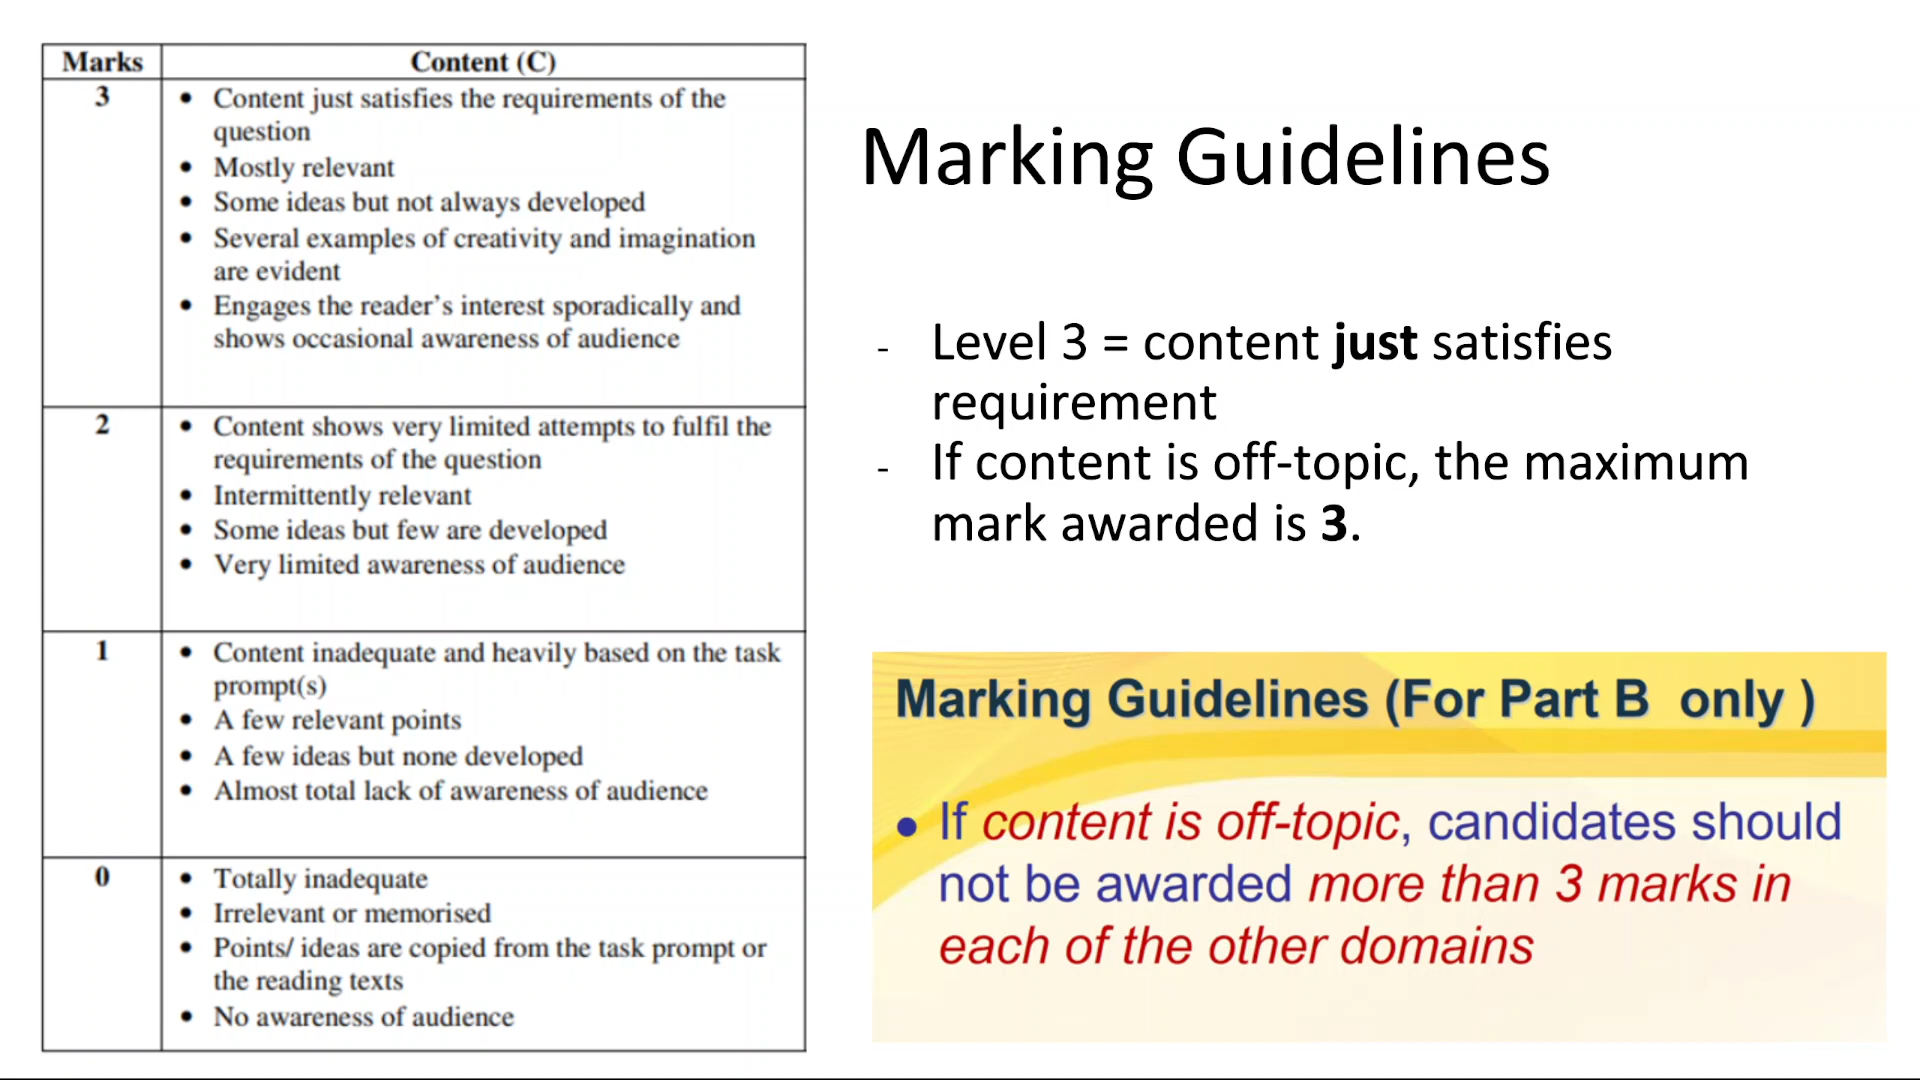 Marks Content (C)
3
• Content just satisfies the requirements of the
question
• Mostly relevant
• Some ideas but not always developed
• Several examples of creativity and imagination
are evident
• Engages the reader's interest sporadically and
shows occasional awareness of audience
2
• Content shows very limited attempts to fulfil the
requirements of the question
• Intermittently relevant
• Some ideas but few are developed
• Very limited awareness of audience
1
• Content inadequate and heavily based on the task
prompt(s)
• A few relevant points
• A few ideas but none developed
• Almost total lack of awareness of audience
0
• Totally inadequate
• Irrelevant or memorised
• Points/ ideas are copied from the task prompt or
the reading texts
• No awareness of audience
Marking Guidelines
- Level 3 = content just satisfies
requirement
- If content is off-topic, the maximum
mark awarded is 3.
Marking Guidelines (For Part B only )
• If content is off-topic, candidates should
not be awarded more than 3 marks in
each of the other domains